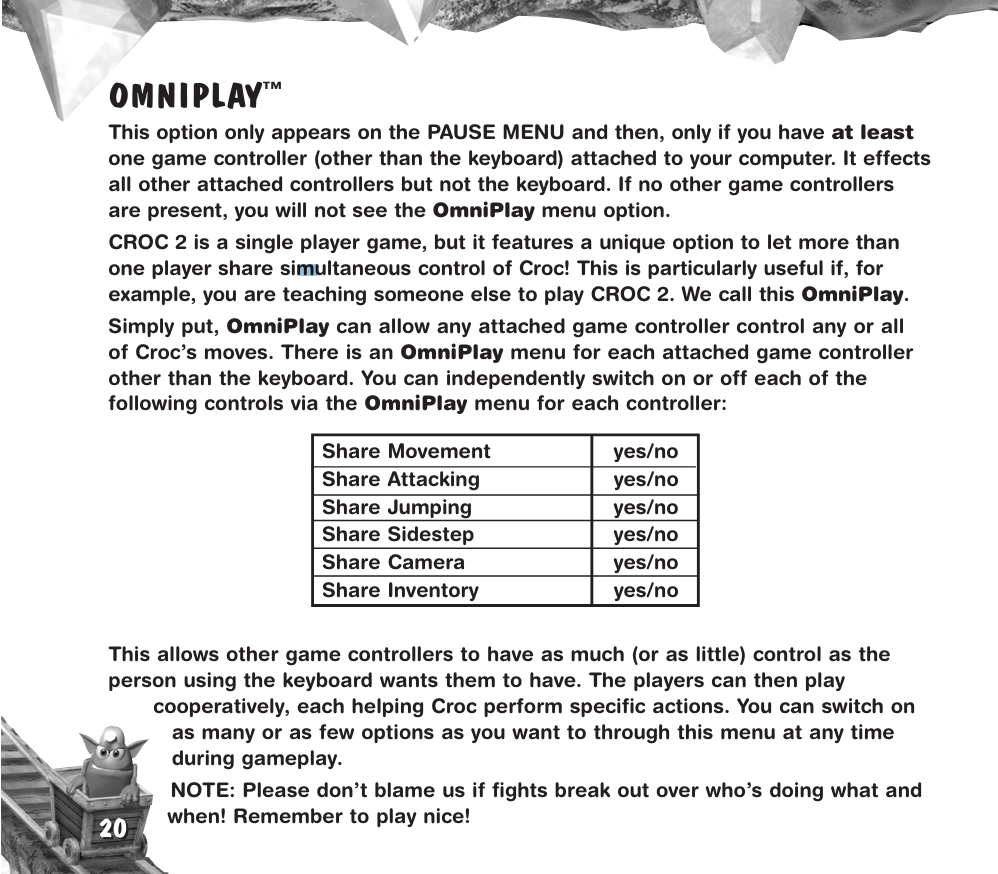 OMNIPLAY™
This option only appears on the PAUSE MENU and then, only if you have at least
one game controller (other than the keyboard) attached to your computer. It effects
all other attached controllers but not the keyboard. If no other game controllers
are present, you will not see the OmniPlay menu option.
CROC 2 is a single player game, but it features a unique option to let more than
one player share simultaneous control of Croc! This is particularly useful if, for
example, you are teaching someone else to play CROC 2. We call this OmniPlay.
Simply put, OmniPlay can allow any attached game controller control any or all
of Croc's moves. There is an OmniPlay menu for each attached game controller
other than the keyboard. You can independently switch on or off each of the
following controls via the OmniPlay menu for each controller:
Share Movement yes/no
Share Attacking yes/no
Share Jumping yes/no
Share Sidestep yes/no
Share Camera yes/no
Share Inventory yes/no
This allows other game controllers to have as much (or as little) control as the
person using the keyboard wants them to have. The players can then play
cooperatively, each helping Croc perform specific actions. You can switch on
as many or as few options as you want to through this menu at any time
during gameplay.
NOTE: Please don't blame us if fights break out over who's doing what and
when! Remember to play nice!
20